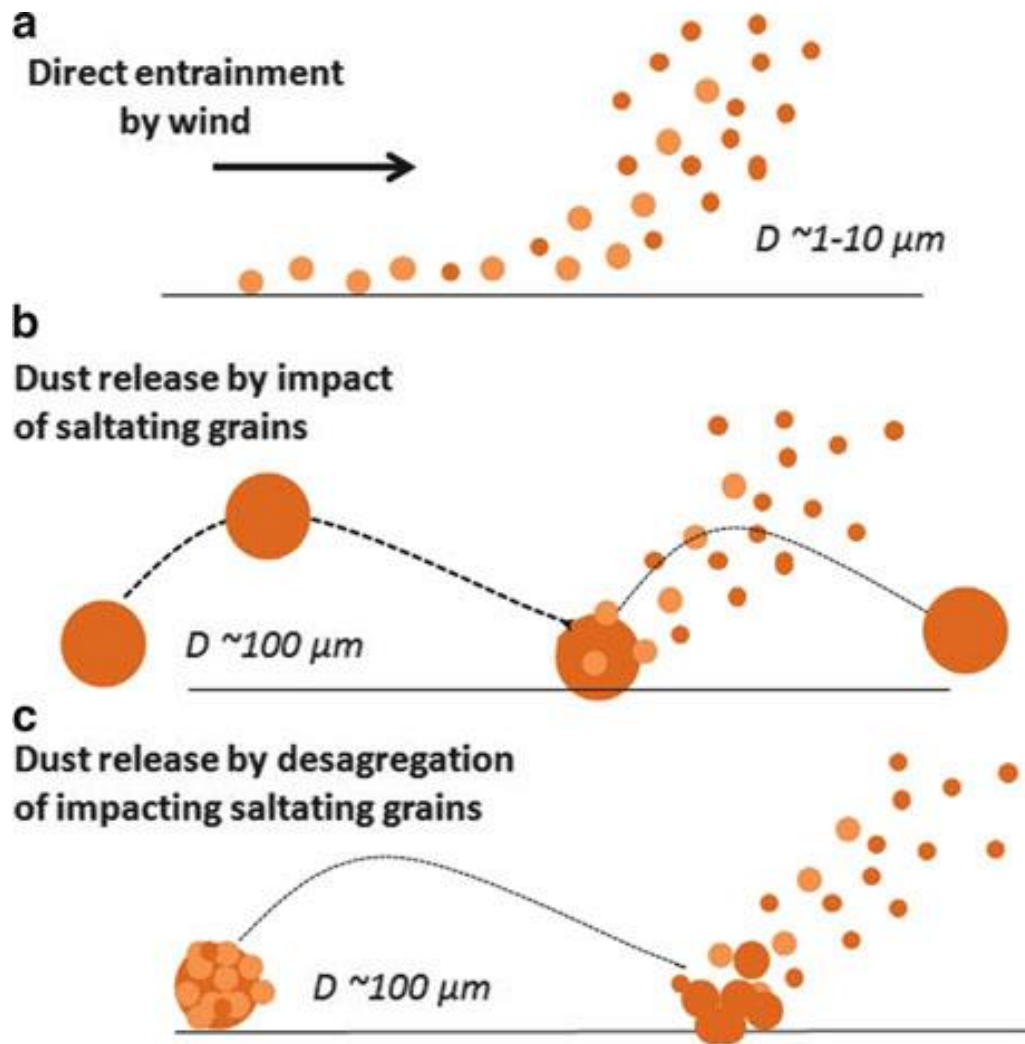 a
Direct entrainment
by wind
D ~1-10 μm
b
Dust release by impact
of saltating grains
D ~100 μm
c
Dust release by desagregation
of impacting saltating grains
D ~100 μm